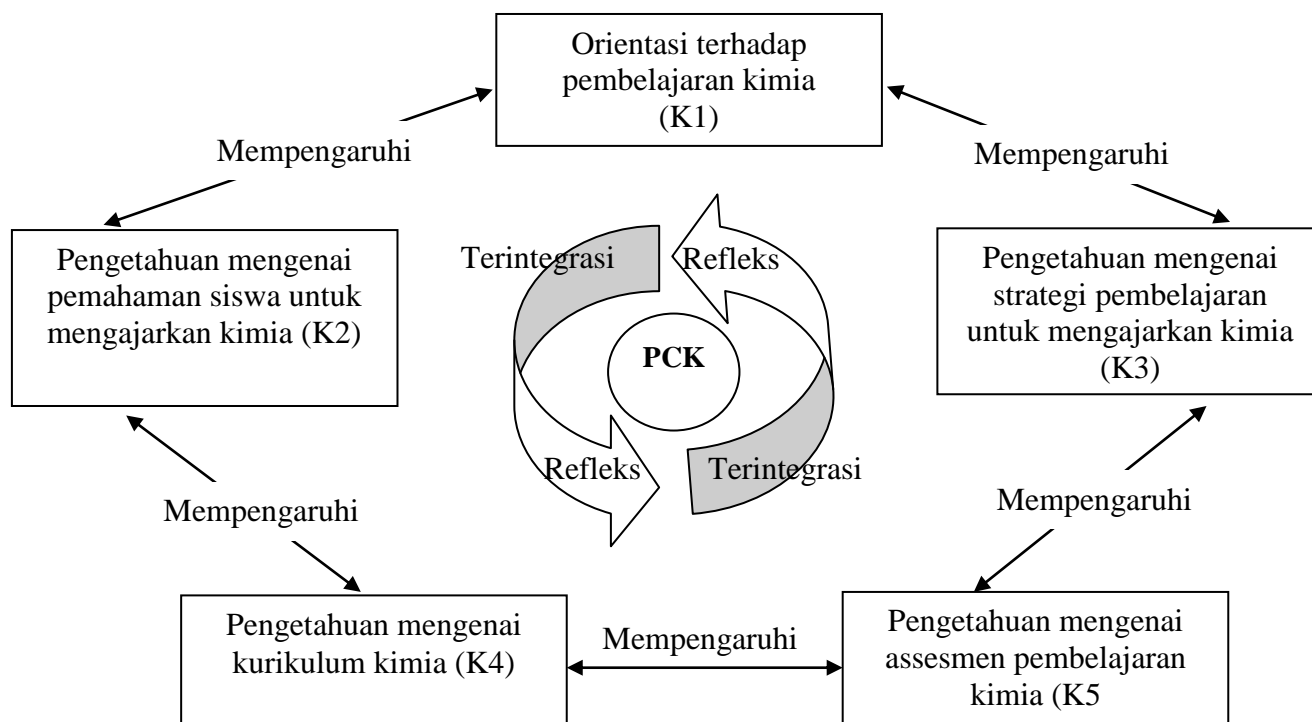 Orientasi terhadap
pembelajaran kimia
(K1)
Mempengaruhi
Mempengaruhi
Pengetahuan mengenai
pemahaman siswa untuk
mengajarkan kimia (K2)
Terintegrasi
Refleks
Pengetahuan mengenai
strategi pembelajaran
untuk mengajarkan kimia
(K3)
PCK
Refleks
Terintegrasi
Mempengaruhi
Mempengaruhi
Pengetahuan mengenai
kurikulum kimia (K4)
Mempengaruhi
Pengetahuan mengenai
assesmen pembelajaran
kimia (K5